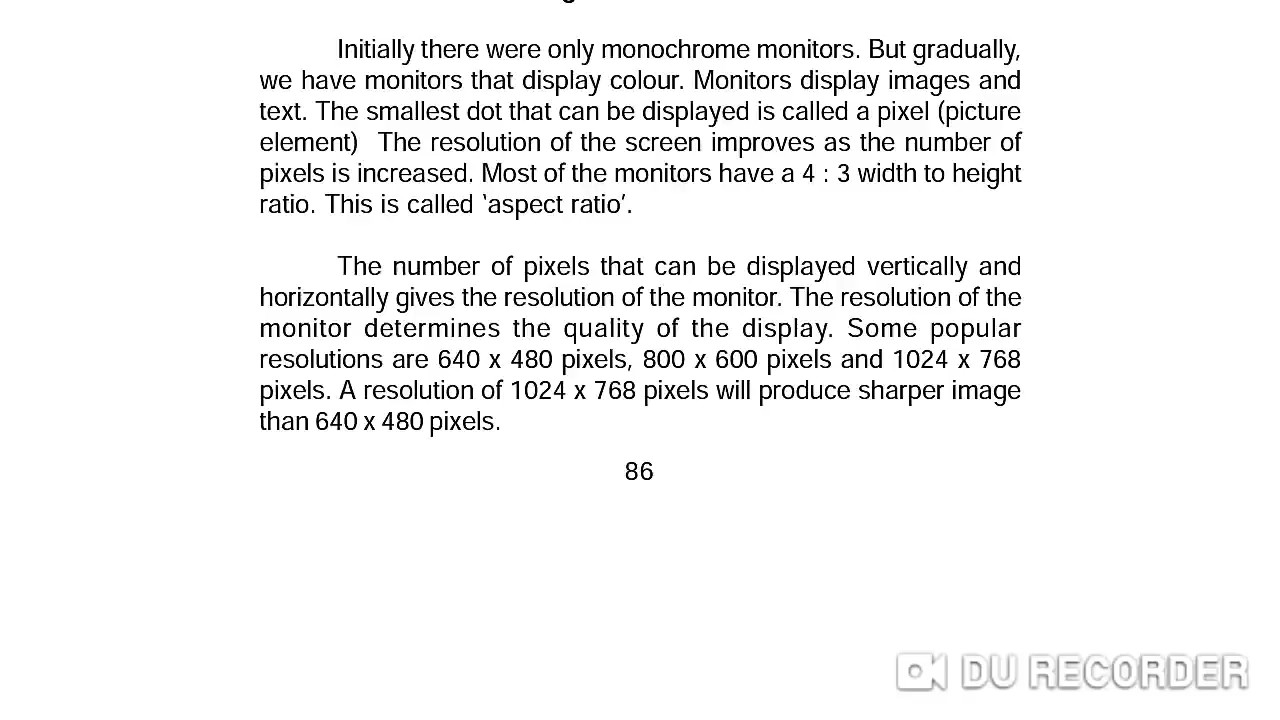 Initially there were only monochrome monitors. But gradually,
we have monitors that display colour. Monitors display images and
text. The smallest dot that can be displayed is called a pixel (picture
element)  The resolution of the screen improves as the number of
pixels is increased. Most of the monitors have a 4 : 3 width to height
ratio. This is called ‘aspect ratio’.
The number of pixels that can be displayed vertically and
horizontally gives the resolution of the monitor. The resolution of the
monitor determines the quality of the display. Some popular
resolutions are 640 x 480 pixels, 800 x 600 pixels and 1024 x 768
pixels. A resolution of 1024 x 768 pixels will produce sharper image
than 640 x 480 pixels.
86
DU RECORDER